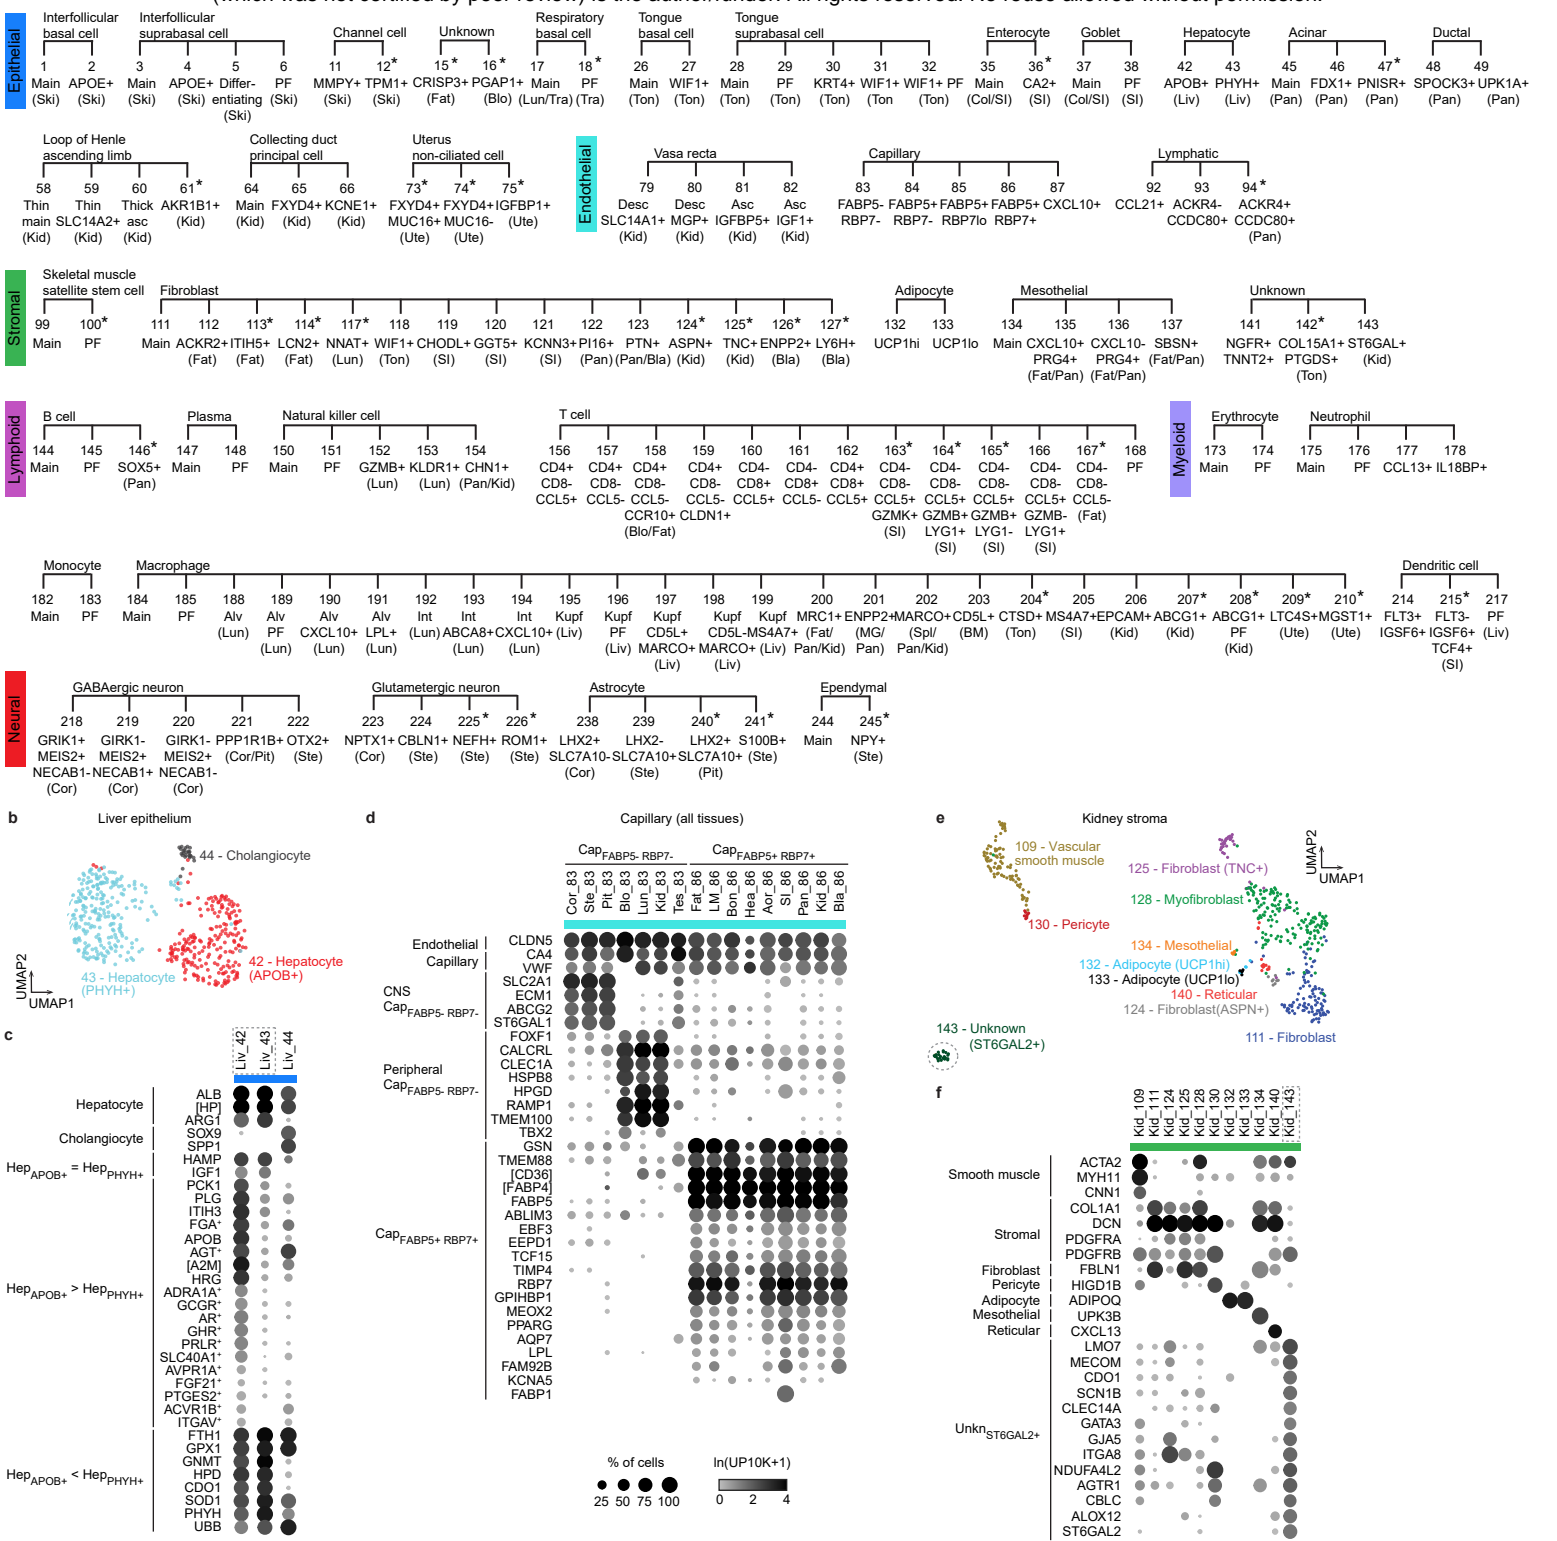 (which was not certified by peer review) is the author/funder. All rights reserved. No reuse allowed without permission.
Epithelial
Interfollicular basal cell
1 Main (Ski)
2 APOE+ (Ski)
Interfollicular suprabasal cell
3 Main (Ski)
4 APOE+ (Ski)
5 Differ-entiating (Ski)
6 PF (Ski)
Channel cell
11 MMPY+ (Ski)
12* TPM1+ (Ski)
Unknown
15* CRISP3+ (Fat)
16* PGAP1+ (Blo)
Respiratory basal cell
17 Main (Lun/Tra)
18* PF (Tra)
Tongue basal cell
26 Main (Ton)
27 WIF1+ (Ton)
Tongue suprabasal cell
28 Main (Ton)
29 PF (Ton)
30 KRT4+ (Ton)
31 WIF1+ (Ton
32 WIF1+ PF (Ton)
Enterocyte
35 Main (Col/SI)
36* CA2+ (SI)
Goblet
37 Main (Col/SI)
38 PF (SI)
Hepatocyte
42 APOB+ (Liv)
43 PHYH+ (Liv)
Acinar
45 Main (Pan)
46 FDX1+ (Pan)
47* PNISR+ (Pan)
Ductal
48 SPOCK3+ (Pan)
49 UPK1A+ (Pan)
Loop of Henle ascending limb
58 Thin main (Kid)
59 Thin SLC14A2+ (Kid)
60 Thick asc (Kid)
61* AKR1B1+ (Kid)
Collecting duct principal cell
64 Main (Kid)
65 FXYD4+ (Kid)
66 KCNE1+ (Kid)
Uterus non-ciliated cell
73* FXYD4+ MUC16+ (Ute)
74* FXYD4+ MUC16- (Ute)
75* IGFBP1+ (Ute)
Endothelial
Vasa recta
79 Desc SLC14A1+ (Kid)
80 Desc MGP+ (Kid)
81 Asc IGFBP5+ (Kid)
82 Asc IGF1+ (Kid)
Capillary
83 FABP5- RBP7-
84 FABP5+ RBP7-
85 FABP5+ RBP7lo
86 FABP5+ RBP7+
87 CXCL10+
Lymphatic
92 CCL21+
93 ACKR4- CCDC80+
94* ACKR4+ CCDC80+ (Pan)
Stromal
Skeletal muscle satellite stem cell
99 Main
100* PF
Fibroblast
111 Main
112 ACKR2+ (Fat)
113* ITIH5+ (Fat)
114* LCN2+ (Fat)
117* NNAT+ (Lun)
118 WIF1+ (Ton)
119 CHODL+ (SI)
120 GGT5+ (SI)
121 KCNN3+ (SI)
122 PI16+ (Pan)
123 PTN+ (Pan/Bla)
124* ASPN+ (Kid)
125* TNC+ (Kid)
126* ENPP2+ (Bla)
127* LY6H+ (Bla)
Adipocyte
132 UCP1hi
133 UCP1lo
Mesothelial
134 Main
135 CXCL10+ PRG4+ (Fat/Pan)
136 CXCL10- PRG4+ (Fat/Pan)
137 SBSN+ (Fat/Pan)
Unknown
141 NGFR+ TNNT2+
142* COL15A1+ PTGDS+ (Ton)
143 ST6GAL+ (Kid)
Lymphoid
B cell
144 Main
145 PF
146* SOX5+ (Pan)
Plasma
147 Main
148 PF
Natural killer cell
150 Main
151 PF
152 GZMB+ (Lun)
153 KLDR1+ (Lun)
154 CHN1+ (Pan/Kid)
T cell
156 CD4+ CD8- CCL5+
157 CD4+ CD8- CCL5-
158 CD4+ CD8- CCL5- CCR10+ (Blo/Fat)
159 CD4+ CD8- CCL5- CLDN1+
160 CD4- CD8+ CCL5+
161 CD4- CD8+ CCL5-
162 CD4+ CD8+ CCL5+
163* CD4- CD8- CCL5+ GZMK+ (SI)
164* CD4- CD8- CCL5+ GZMB+ LYG1+ (SI)
165* CD4- CD8- CCL5+ GZMB+ LYG1- (SI)
166 CD4- CD8- CCL5+ GZMB- LYG1+ (SI)
167* CD4- CD8- CCL5- (Fat)
168 PF
Myeloid
Erythrocyte
173 Main
174 PF
Neutrophil
175 Main
176 PF
177 CCL13+
178 IL18BP+
Monocyte
182 Main
183 PF
Macrophage
184 Main
185 PF
188 Alv (Lun)
189 Alv PF (Lun)
190 Alv CXCL10+ (Lun)
191 Alv LPL+ (Lun)
192 Int (Lun)
193 Int ABCA8+ (Lun)
194 Int CXCL10+ (Lun)
195 Kupf (Liv)
196 Kupf PF (Liv)
197 Kupf CD5L+ MARCO+ (Liv)
198 Kupf CD5L- MARCO+ (Liv)
199 Kupf MS4A7+ (Liv)
200 MRC1+ (Fat/ Pan/Kid)
201 ENPP2+ (MG/ Pan)
202 MARCO+ (Spl/ Pan/Kid)
203 CD5L+ (BM)
204* CTSD+ (Ton)
205 MS4A7+ (SI)
206 EPCAM+ (Kid)
207* ABCG1+ (Kid)
208* ABCG1+ PF (Kid)
209* LTC4S+ (Ute)
210* MGST1+ (Ute)
Dendritic cell
214 FLT3+ IGSF6+
215* FLT3- IGSF6+ TCF4+ (SI)
217 PF (Liv)
Neural
GABAergic neuron
218 GRIK1+ MEIS2+ NECAB1- (Cor)
219 GIRK1- MEIS2+ NECAB1+ (Cor)
220 GIRK1- MEIS2+ NECAB1- (Cor)
221 PPP1R1B+ (Cor/Pit)
222 OTX2+ (Ste)
Glutametergic neuron
223 NPTX1+ (Cor)
224 CBLN1+ (Ste)
225* NEFH+ (Ste)
226* ROM1+ (Ste)
Astrocyte
238 LHX2+ SLC7A10- (Cor)
239 LHX2- SLC7A10+ (Ste)
240* LHX2+ SLC7A10+ (Pit)
241* S100B+ (Ste)
Ependymal
244 Main
245* NPY+ (Ste)
b Liver epithelium
44 - Cholangiocyte
42 - Hepatocyte (APOB+)
43 - Hepatocyte (PHYH+)
UMAP2
UMAP1
c
Liv_42 Liv_43 Liv_44
Hepatocyte
ALB
[HP]
ARG1
Cholangiocyte
SOX9
SPP1
HepAPOB+ = HepPHYH+
HAMP
IGF1
HepAPOB+ > HepPHYH+
PCK1
PLG
ITIH3
FGA+
APOB
AGT+
[A2M]
HRG
ADRA1A+
GCGR+
AR+
GHR+
PRLR+
SLC40A1+
AVPR1A+
FGF21+
PTGES2+
ACVR1B+
ITGAV+
HepAPOB+ < HepPHYH+
FTH1
GPX1
GNMT
HPD
CDO1
SOD1
PHYH
UBB
d Capillary (all tissues)
CapFABP5- RBP7- CapFABP5+ RBP7+
Cor_83 Ste_83 Pit_83 Blo_83 Lun_83 Kid_83 Tes_83 Fat_86 LM_86 Bon_86 Hea_86 Aor_86 SI_86 Pan_86 Kid_86 Bla_86
Endothelial
CLDN5
Capillary
CA4
VWF
CNS CapFABP5- RBP7-
SLC2A1
ECM1
ABCG2
ST6GAL1
Peripheral CapFABP5- RBP7-
FOXF1
CALCRL
CLEC1A
HSPB8
HPGD
RAMP1
TMEM100
TBX2
CapFABP5+ RBP7+
GSN
TMEM88
[CD36]
[FABP4]
FABP5
ABLIM3
EBF3
EEPD1
TCF15
TIMP4
RBP7
GPIHBP1
MEOX2
PPARG
AQP7
LPL
FAM92B
KCNA5
FABP1
% of cells
25 50 75 100
ln(UP10K+1)
0 2 4
e Kidney stroma
109 - Vascular smooth muscle
130 - Pericyte
125 - Fibroblast (TNC+)
UMAP2
UMAP1
128 - Myofibroblast
134 - Mesothelial
132 - Adipocyte (UCP1hi)
133 - Adipocyte (UCP1lo)
140 - Reticular
124 - Fibroblast(ASPN+)
143 - Unknown (ST6GAL2+)
111 - Fibroblast
f
Kid_109 Kid_111 Kid_124 Kid_125 Kid_128 Kid_130 Kid_132 Kid_133 Kid_134 Kid_140 Kid_143
Smooth muscle
ACTA2
MYH11
CNN1
Stromal
COL1A1
DCN
PDGFRA
PDGFRB
Fibroblast
FBLN1
Pericyte
HIGD1B
Adipocyte
ADIPOQ
Mesothelial
UPK3B
Reticular
CXCL13
UnknST6GAL2+
LMO7
MECOM
CDO1
SCN1B
CLEC14A
GATA3
GJA5
ITGA8
NDUFA4L2
AGTR1
CBLC
ALOX12
ST6GAL2